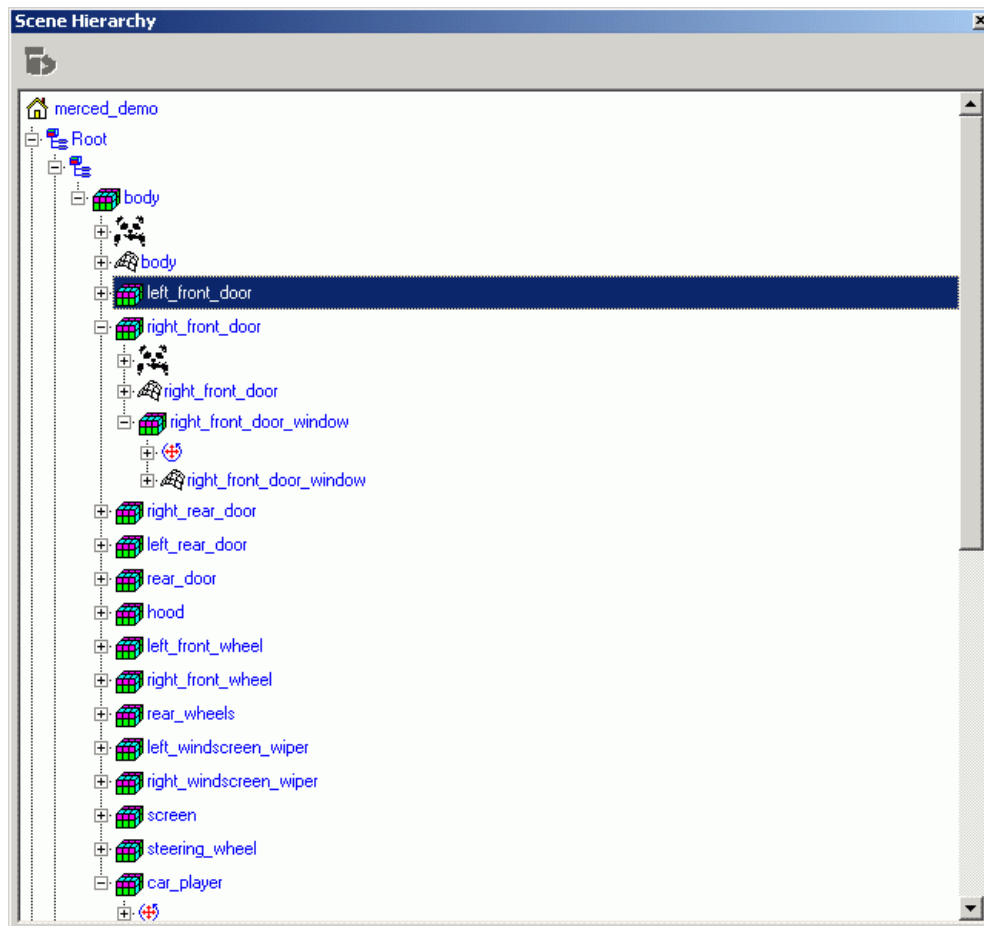 Scene Hierarchy
merced_demo
Root
body
body
left_front_door
right_front_door
right_front_door
right_front_door_window
right_front_door_window
right_rear_door
left_rear_door
rear_door
hood
left_front_wheel
right_front_wheel
rear_wheels
left_windscreen_wiper
right_windscreen_wiper
screen
steering_wheel
car_player